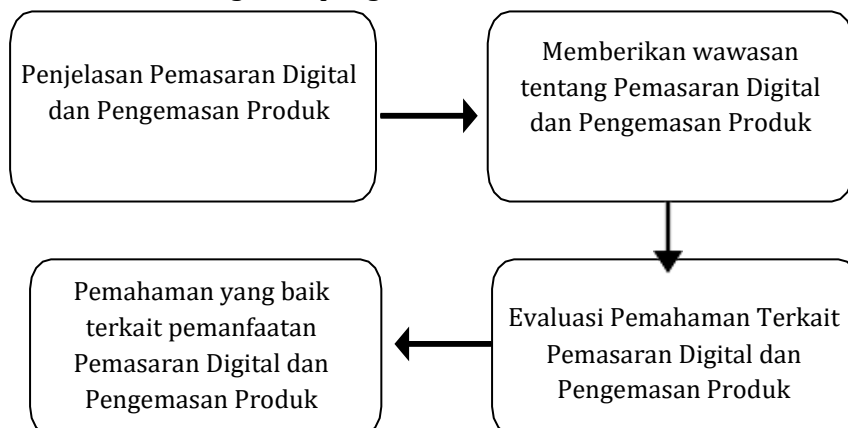 Penjelasan Pemasaran Digital
dan Pengemasan Produk
Memberikan wawasan
tentang Pemasaran Digital
dan Pengemasan Produk
Evaluasi Pemahaman Terkait
Pemasaran Digital dan
Pengemasan Produk
Pemahaman yang baik
terkait pemanfaatan
Pemasaran Digital dan
Pengemasan Produk